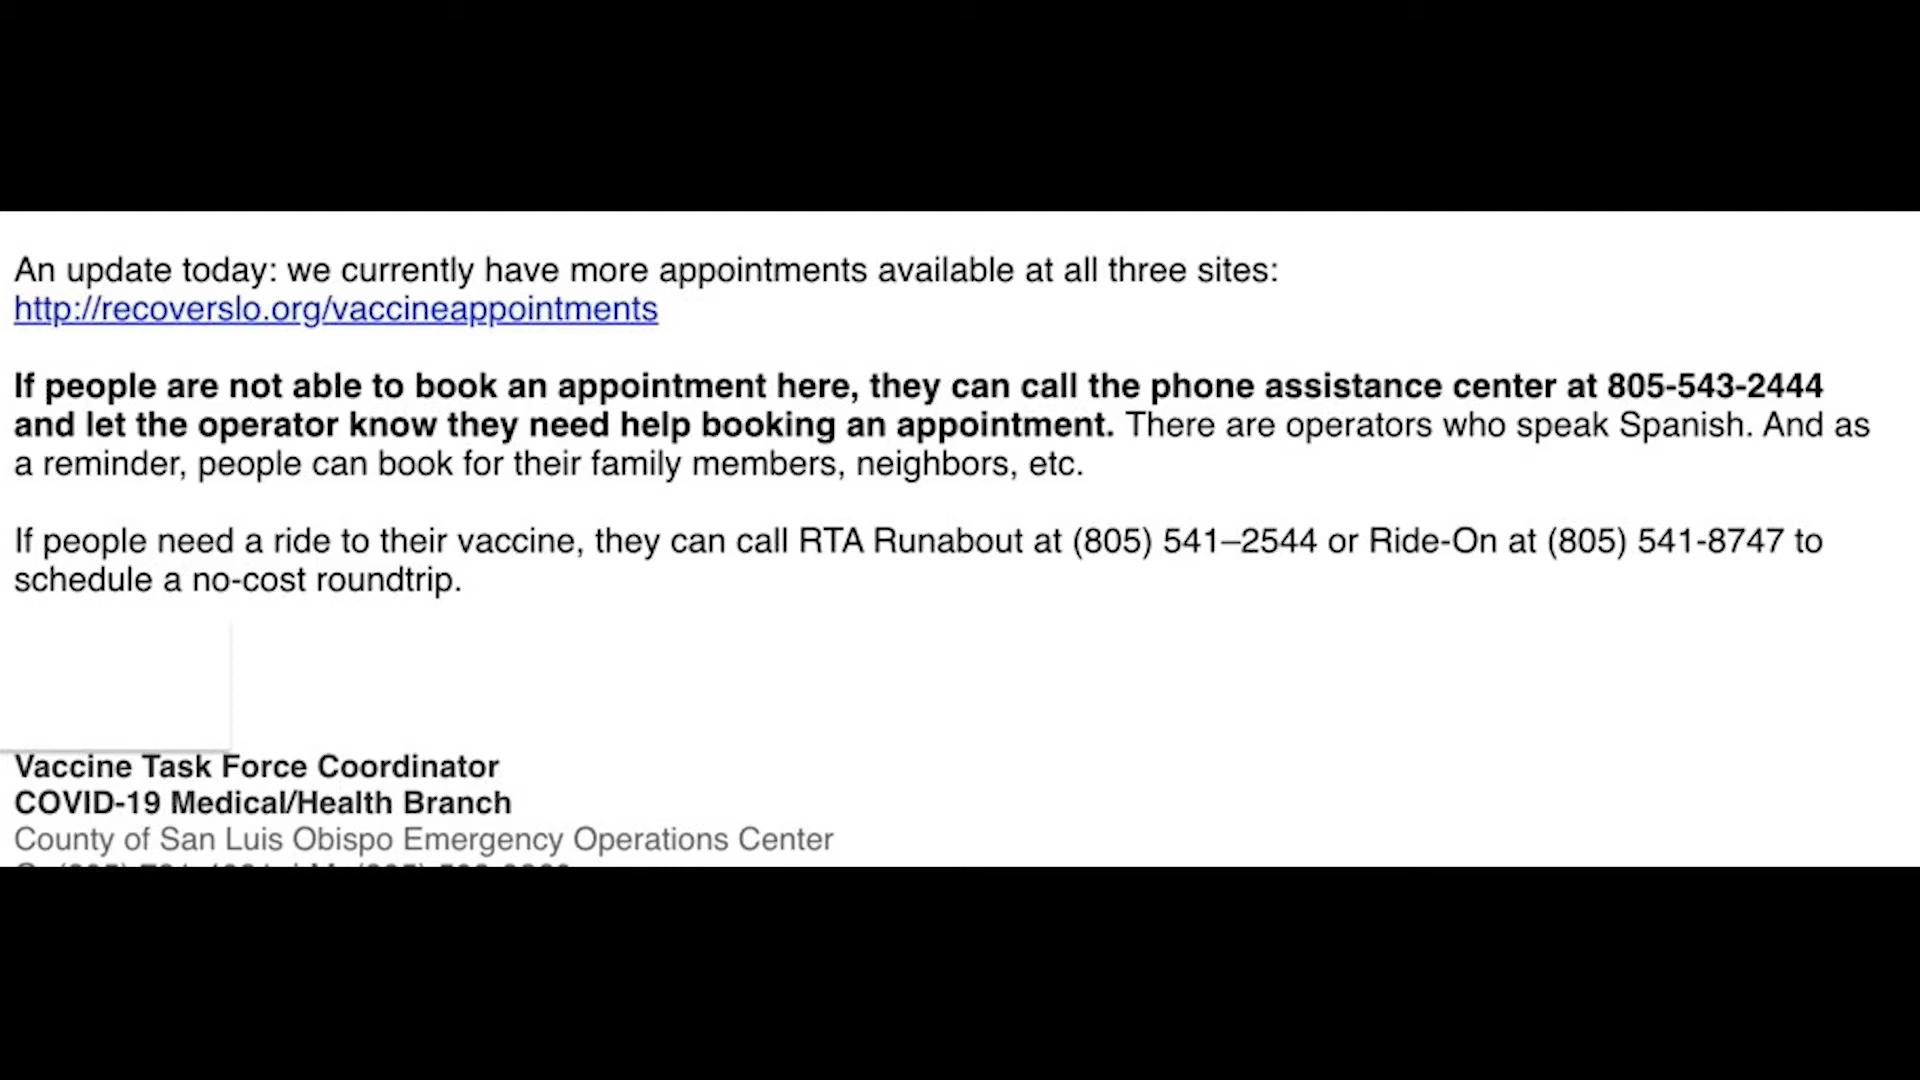 An update today: we currently have more appointments available at all three sites:
http://recoverslo.org/vaccineappointments
If people are not able to book an appointment here, they can call the phone assistance center at 805-543-2444
and let the operator know they need help booking an appointment. There are operators who speak Spanish. And as
a reminder, people can book for their family members, neighbors, etc.
If people need a ride to their vaccine, they can call RTA Runabout at (805) 541–2544 or Ride-On at (805) 541-8747 to
schedule a no-cost roundtrip.
Vaccine Task Force Coordinator
COVID-19 Medical/Health Branch
County of San Luis Obispo Emergency Operations Center